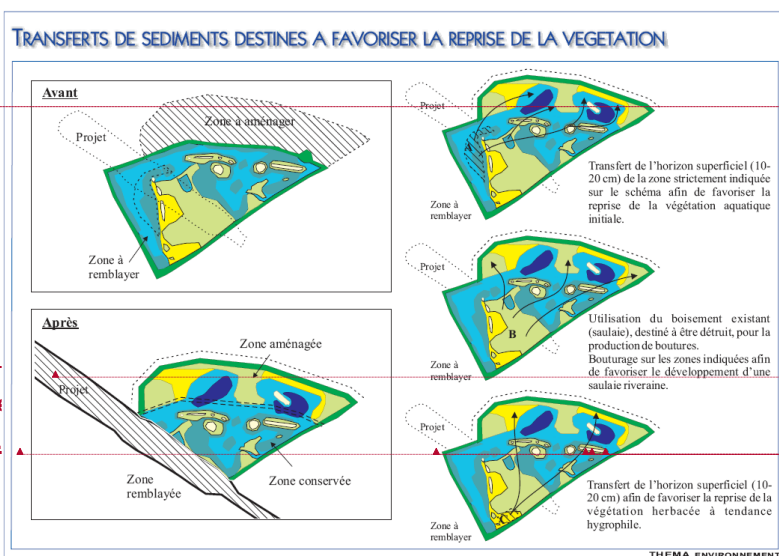 TRANSFERTS DE SEDIMENTS DESTINES A FAVORISER LA REPRISE DE LA VEGETATION
Avant
Projet
Zone à aménager
Zone à
remblayer
Après
Zone aménagée
Projet
Zone
remblayée
Zone conservée
Projet
A
Zone à
remblayer
Transfert de l'horizon superficiel (10-
20 cm) de la zone strictement indiquée
sur le schéma afin de favoriser la
reprise de la végétation aquatique
initiale.
Projet
B
Zone à
remblayer
Utilisation du boisement existant
(saulaie), destiné à être détruit, pour la
production de boutures.
Bouturage sur les zones indiquées afin
de favoriser le développement d'une
saulaie riveraine.
Projet
C
Zone à
remblayer
Transfert de l'horizon superficiel (10-
20 cm) afin de favoriser la reprise de la
végétation herbacée à tendance
hygrophile.
THEMA ENVIRONNEMENT